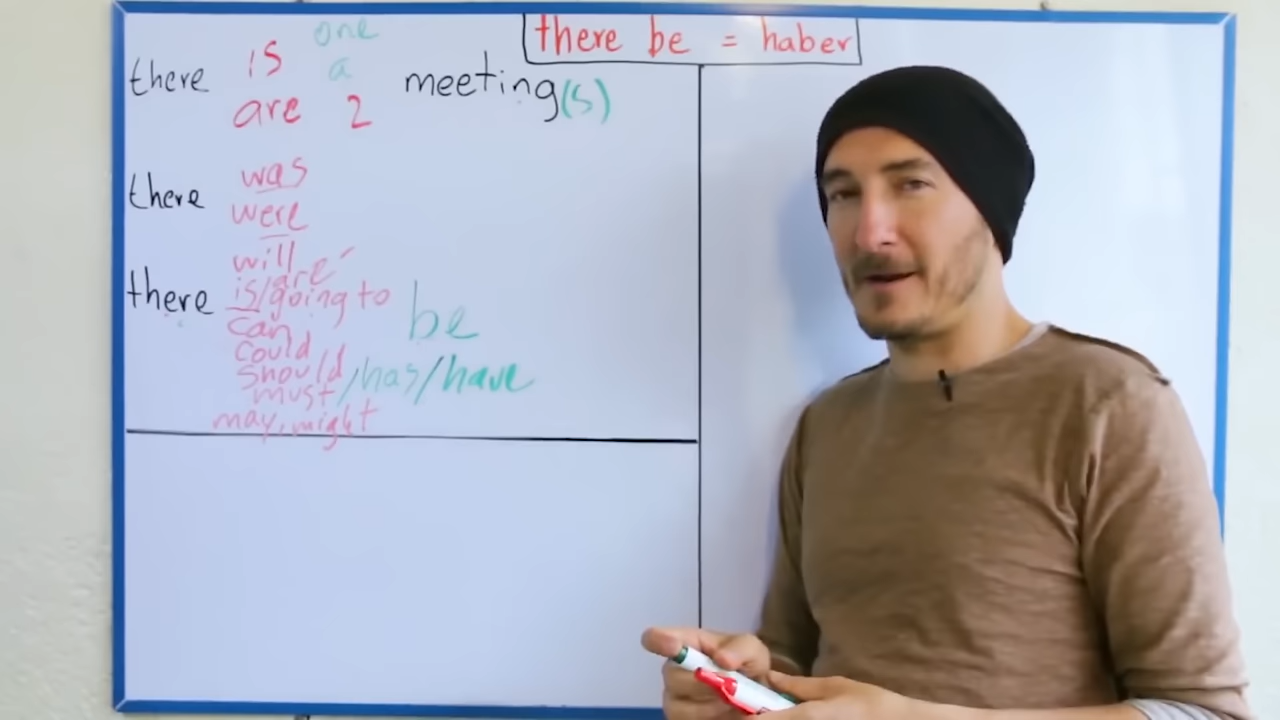 there be = haber
one
there is a meeting(s)
are 2
there was
were
will
there is/are going to be
can
could
should/has/have
must
may, might